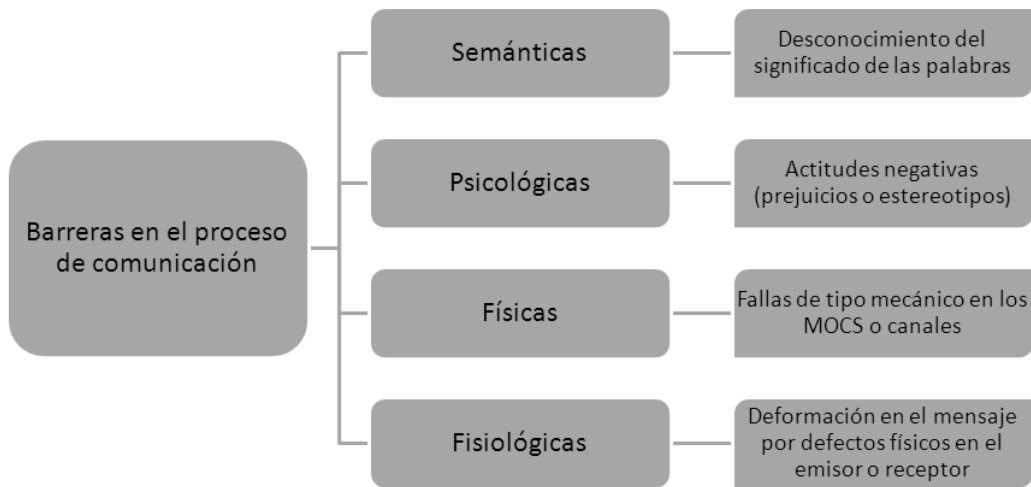 Barreras en el proceso
de comunicación
Semánticas
Desconocimiento del
significado de las palabras
Psicológicas
Actitudes negativas
(prejuicios o estereotipos)
Físicas
Fallas de tipo mecánico en los
MOCS o canales
Fisiológicas
Deformación en el mensaje
por defectos físicos en el
emisor o receptor